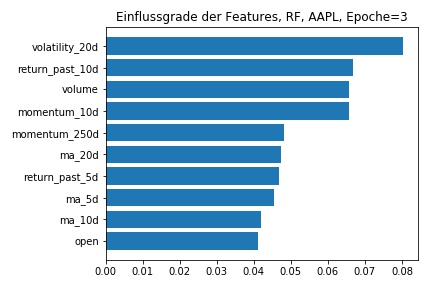 Einflussgrade der Features, RF, AAPL, Epoche=3
volatility_20d
return_past_10d
volume
momentum_10d
momentum_250d
ma_20d
return_past_5d
ma_5d
ma_10d
open
0.00 0.01 0.02 0.03 0.04 0.05 0.06 0.07 0.08